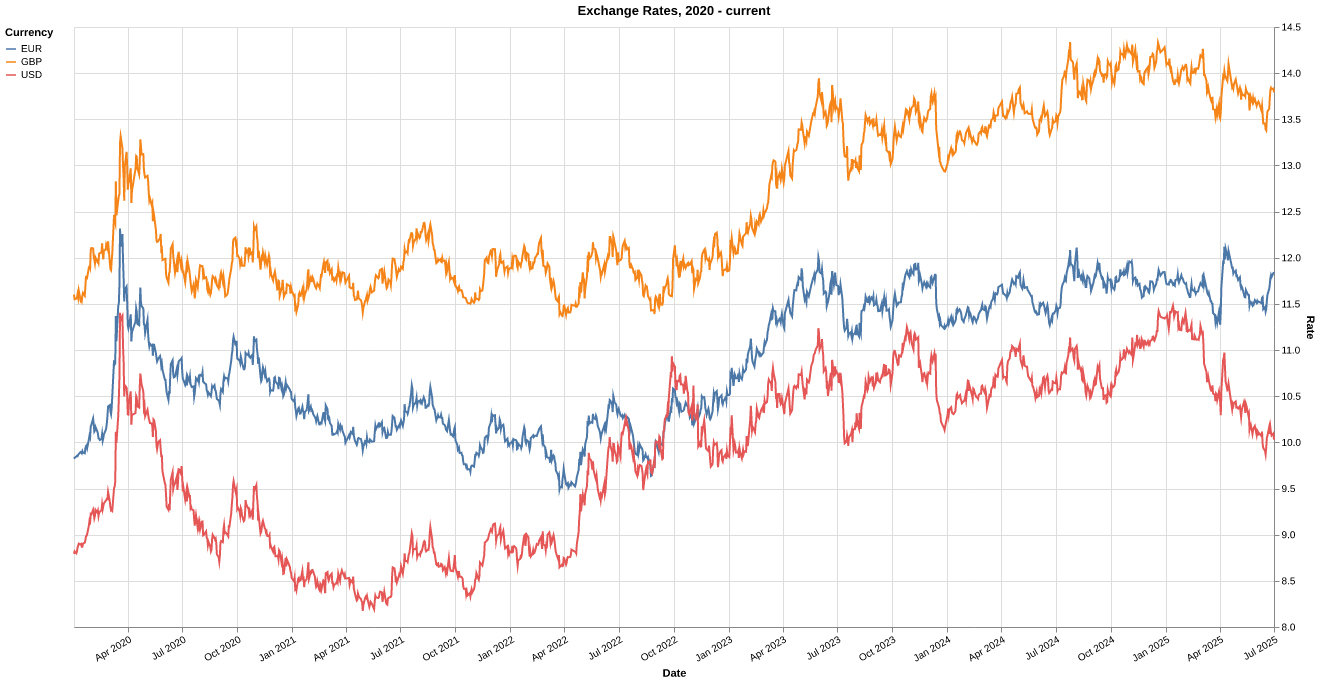 Exchange Rates, 2020 - current
Currency
EUR
GBP
USD
14.5
14.0
13.5
13.0
12.5
12.0
11.5
11.0
10.5
10.0
9.5
9.0
8.5
8.0
Rate
Apr 2020
Jul 2020
Oct 2020
Jan 2021
Apr 2021
Jul 2021
Oct 2021
Jan 2022
Apr 2022
Jul 2022
Oct 2022
Jan 2023
Apr 2023
Jul 2023
Oct 2023
Jan 2024
Apr 2024
Jul 2024
Oct 2024
Jan 2025
Apr 2025
Jul 2025
Date